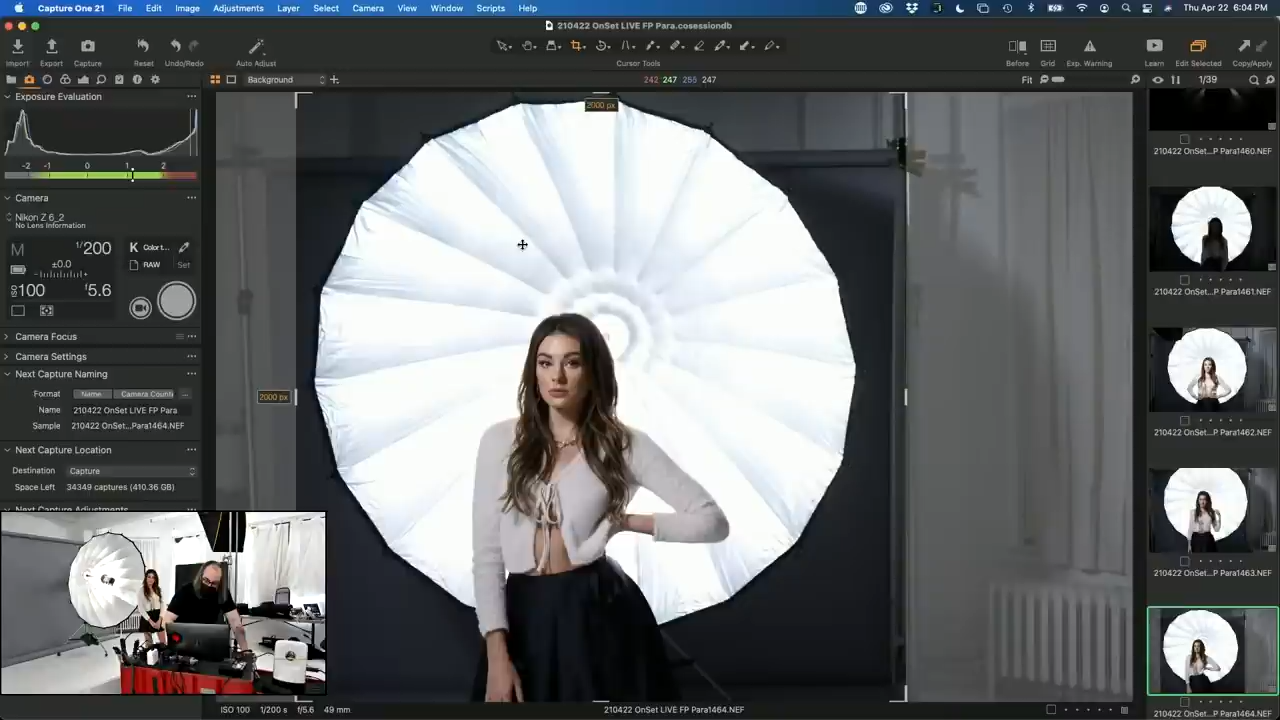 Capture One 21 File Edit Image Adjustments Layer Select Camera View Window Scripts Help Thu Apr 22 6:04 PM
210422 OnSet LIVE FP Para.cosessiondb
Import Export Capture Reset Undo/Redo Auto Adjust Cursor Tools Before Grid Exp. Warning Learn Edit Selected Copy/Apply
Background 242 247 255 247 Fit 1/39
Exposure Evaluation
-2 -1 0 1 2
Camera
Nikon Z 6_2
No Lens Information
M 1/200 K Color t...
±0.0 RAW Set
ISO 100 f5.6
Camera Focus
Camera Settings
Next Capture Naming
Format Name Camera Count
Name 210422 OnSet LIVE FP Para
Sample 210422 OnSet...Para1464.NEF
Next Capture Location
Destination Capture
Space Left 34349 captures (410.36 GB)
Next Capture Adjustments
2000 px
2000 px
210422 OnSet...P Para1460.NEF
210422 OnSet...P Para1461.NEF
210422 OnSet...P Para1462.NEF
210422 OnSet...P Para1463.NEF
210422 OnSet...P Para1464.NEF
ISO 100 1/200 s f/5.6 49 mm 210422 OnSet LIVE FP Para1464.NEF